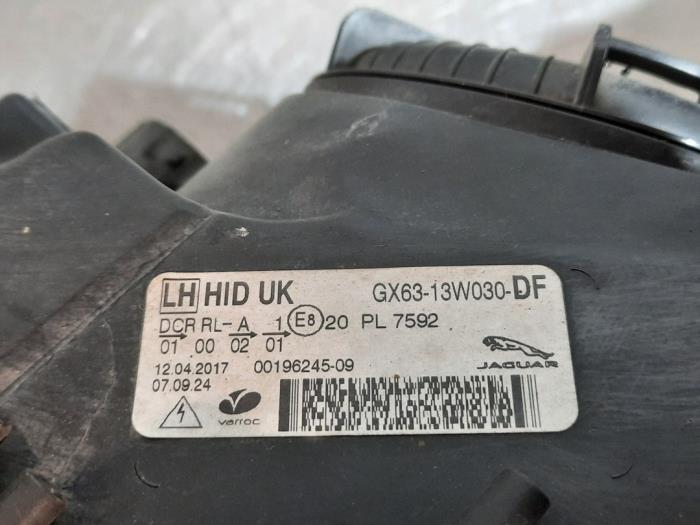 LH HID UK GX63-13W030-DF
DCR RL- A 1 E8 20 PL 7592
01 00 02 01
12.04.2017 00196245-09
07.09.24
varroc
JAGUAR